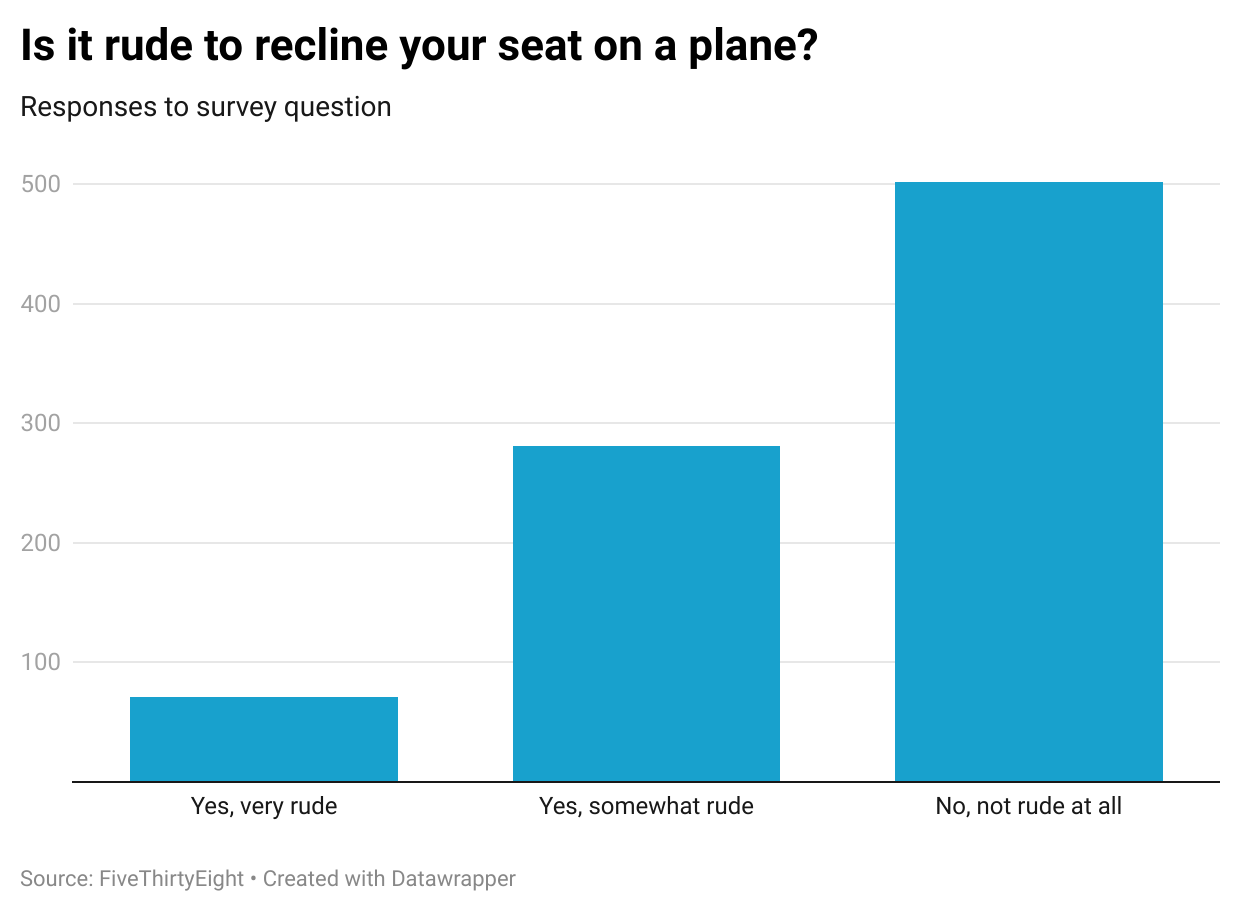 Is it rude to recline your seat on a plane?
Responses to survey question
500
400
300
200
100
Yes, very rude
Yes, somewhat rude
No, not rude at all
Source: FiveThirtyEight • Created with Datawrapper